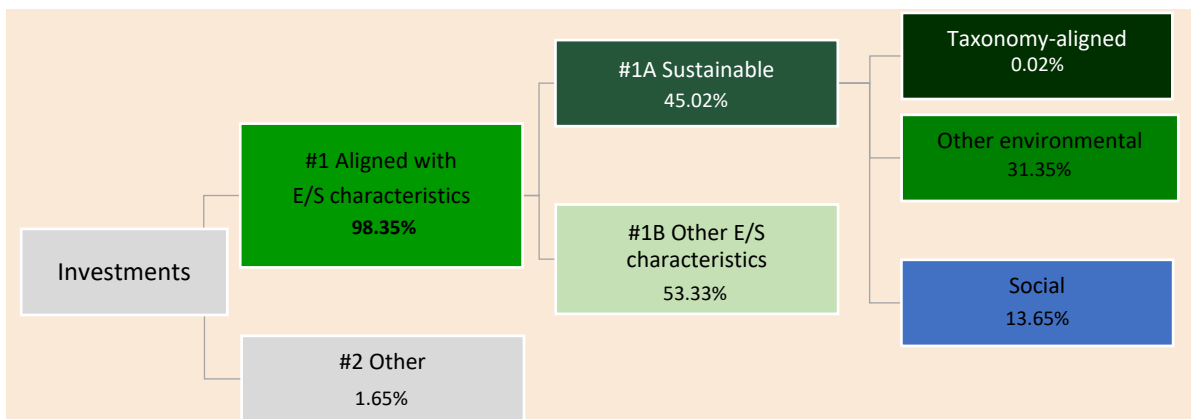 Investments
#1 Aligned with
E/S characteristics
98.35%
#2 Other
1.65%
#1A Sustainable
45.02%
#1B Other E/S
characteristics
53.33%
Taxonomy-aligned
0.02%
Other environmental
31.35%
Social
13.65%